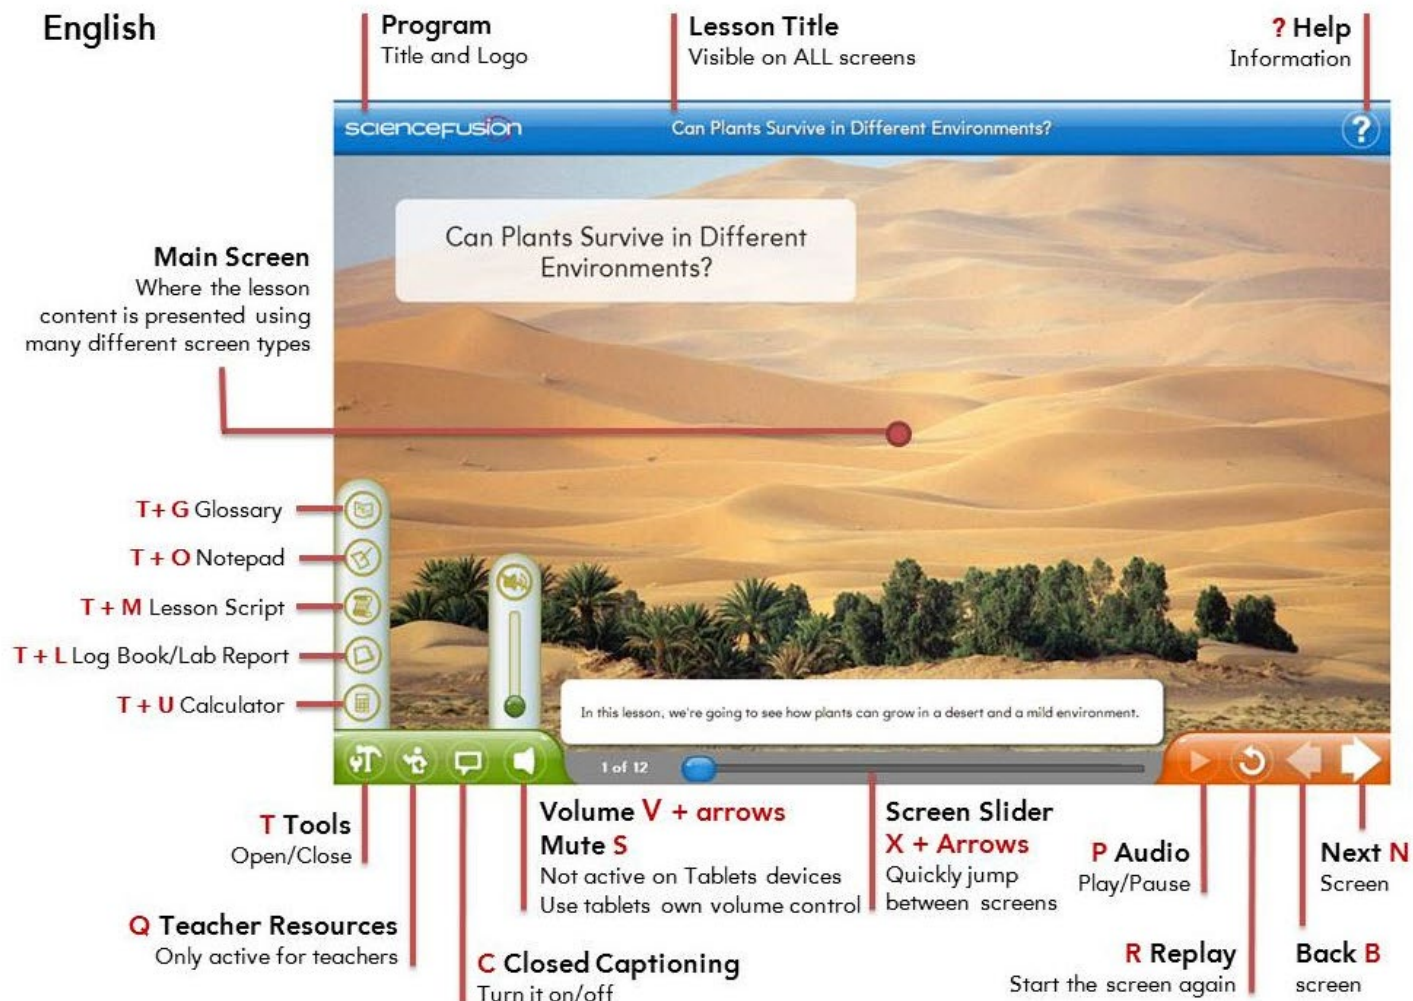 English
Program
Title and Logo
Lesson Title
Visible on ALL screens
? Help
Information
scienceFusion
Can Plants Survive in Different Environments?
?
Can Plants Survive in Different
Environments?
Main Screen
Where the lesson
content is presented using
many different screen types
T+ G Glossary
T + O Notepad
T + M Lesson Script
T + L Log Book/Lab Report
T + U Calculator
In this lesson, we're going to see how plants can grow in a desert and a mild environment.
1 of 12
T Tools
Open/Close
Q Teacher Resources
Only active for teachers
C Closed Captioning
Turn it on/off
Volume V + arrows
Mute S
Not active on Tablets devices
Use tablets own volume control
Screen Slider
X + Arrows
Quickly jump
between screens
P Audio
Play/Pause
R Replay
Start the screen again
Next N
Screen
Back B
screen